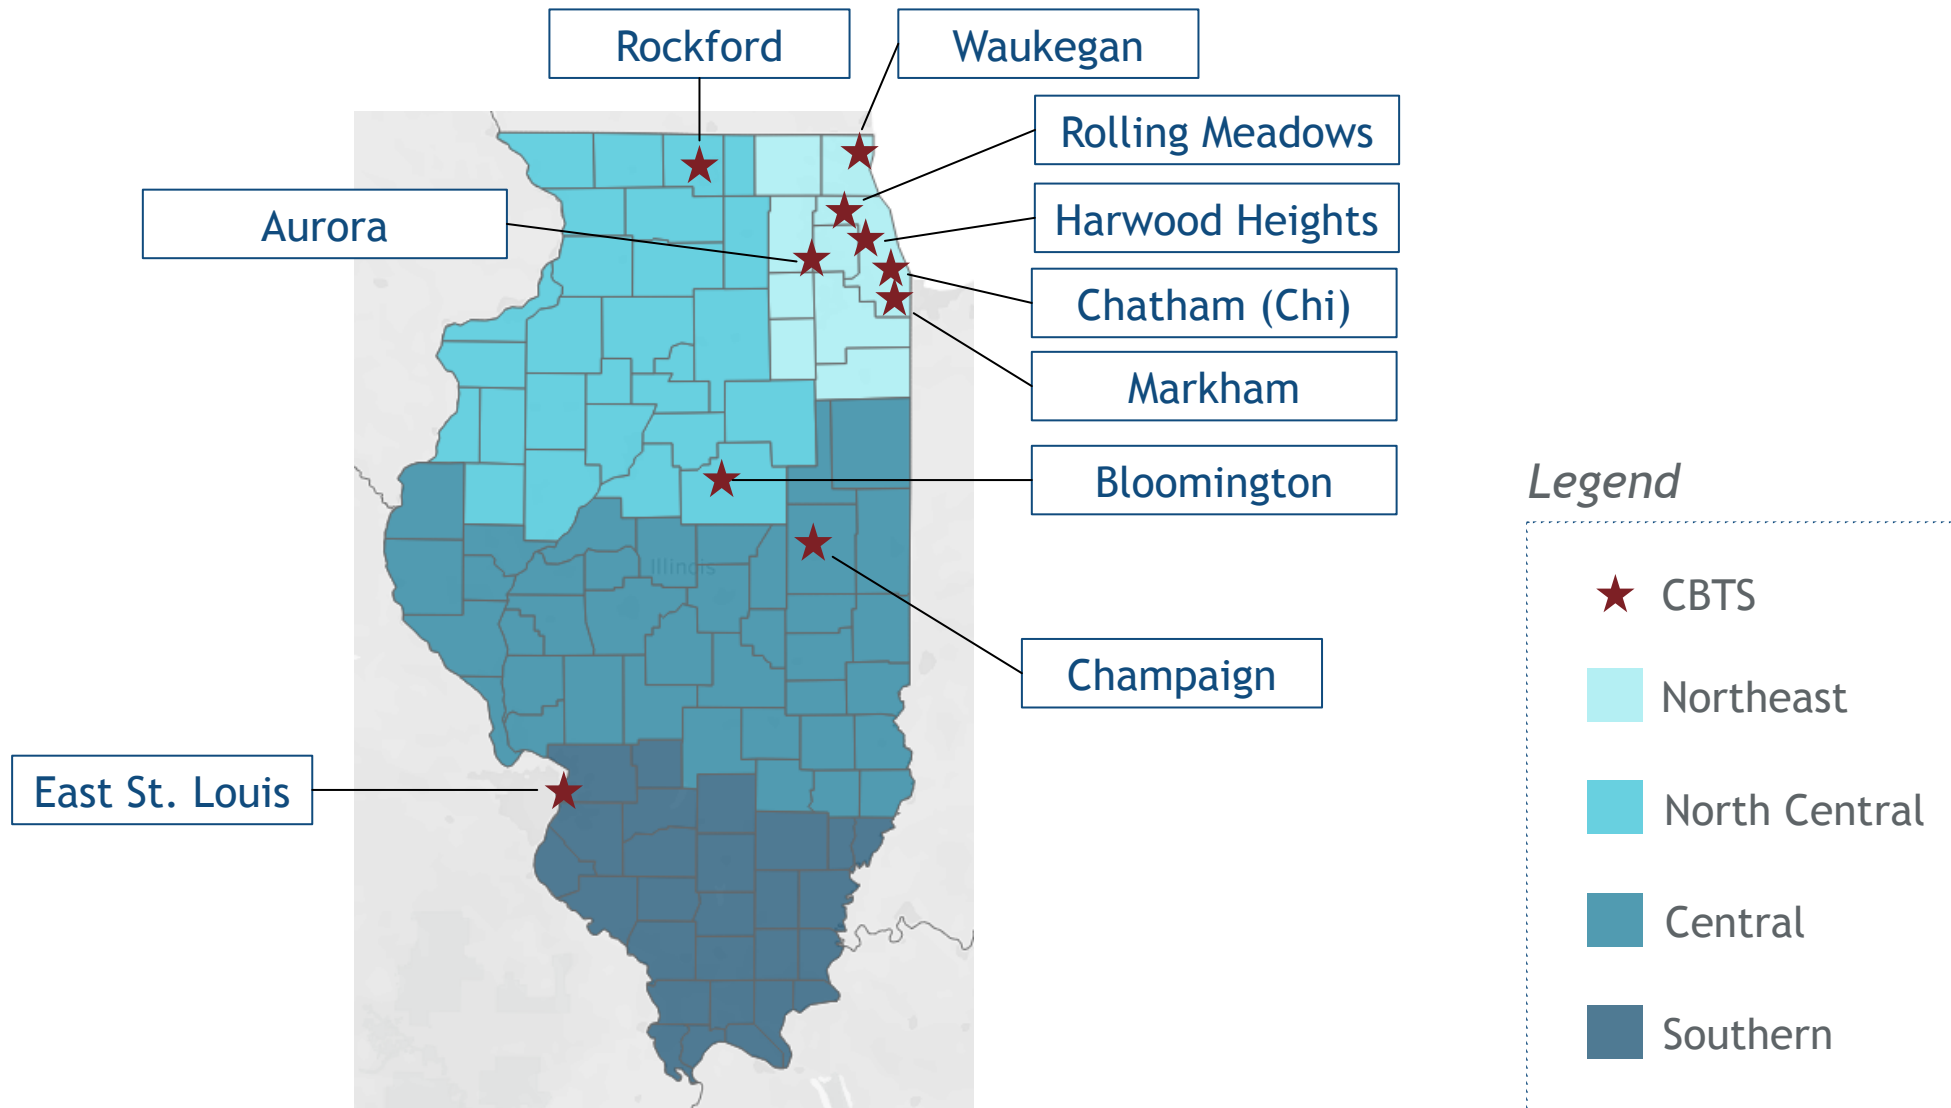 Rockford
Waukegan
Rolling Meadows
Aurora
Harwood Heights
Chatham (Chi)
Markham
Bloomington
Illinois
Champaign
East St. Louis
Legend
CBTS
Northeast
North Central
Central
Southern